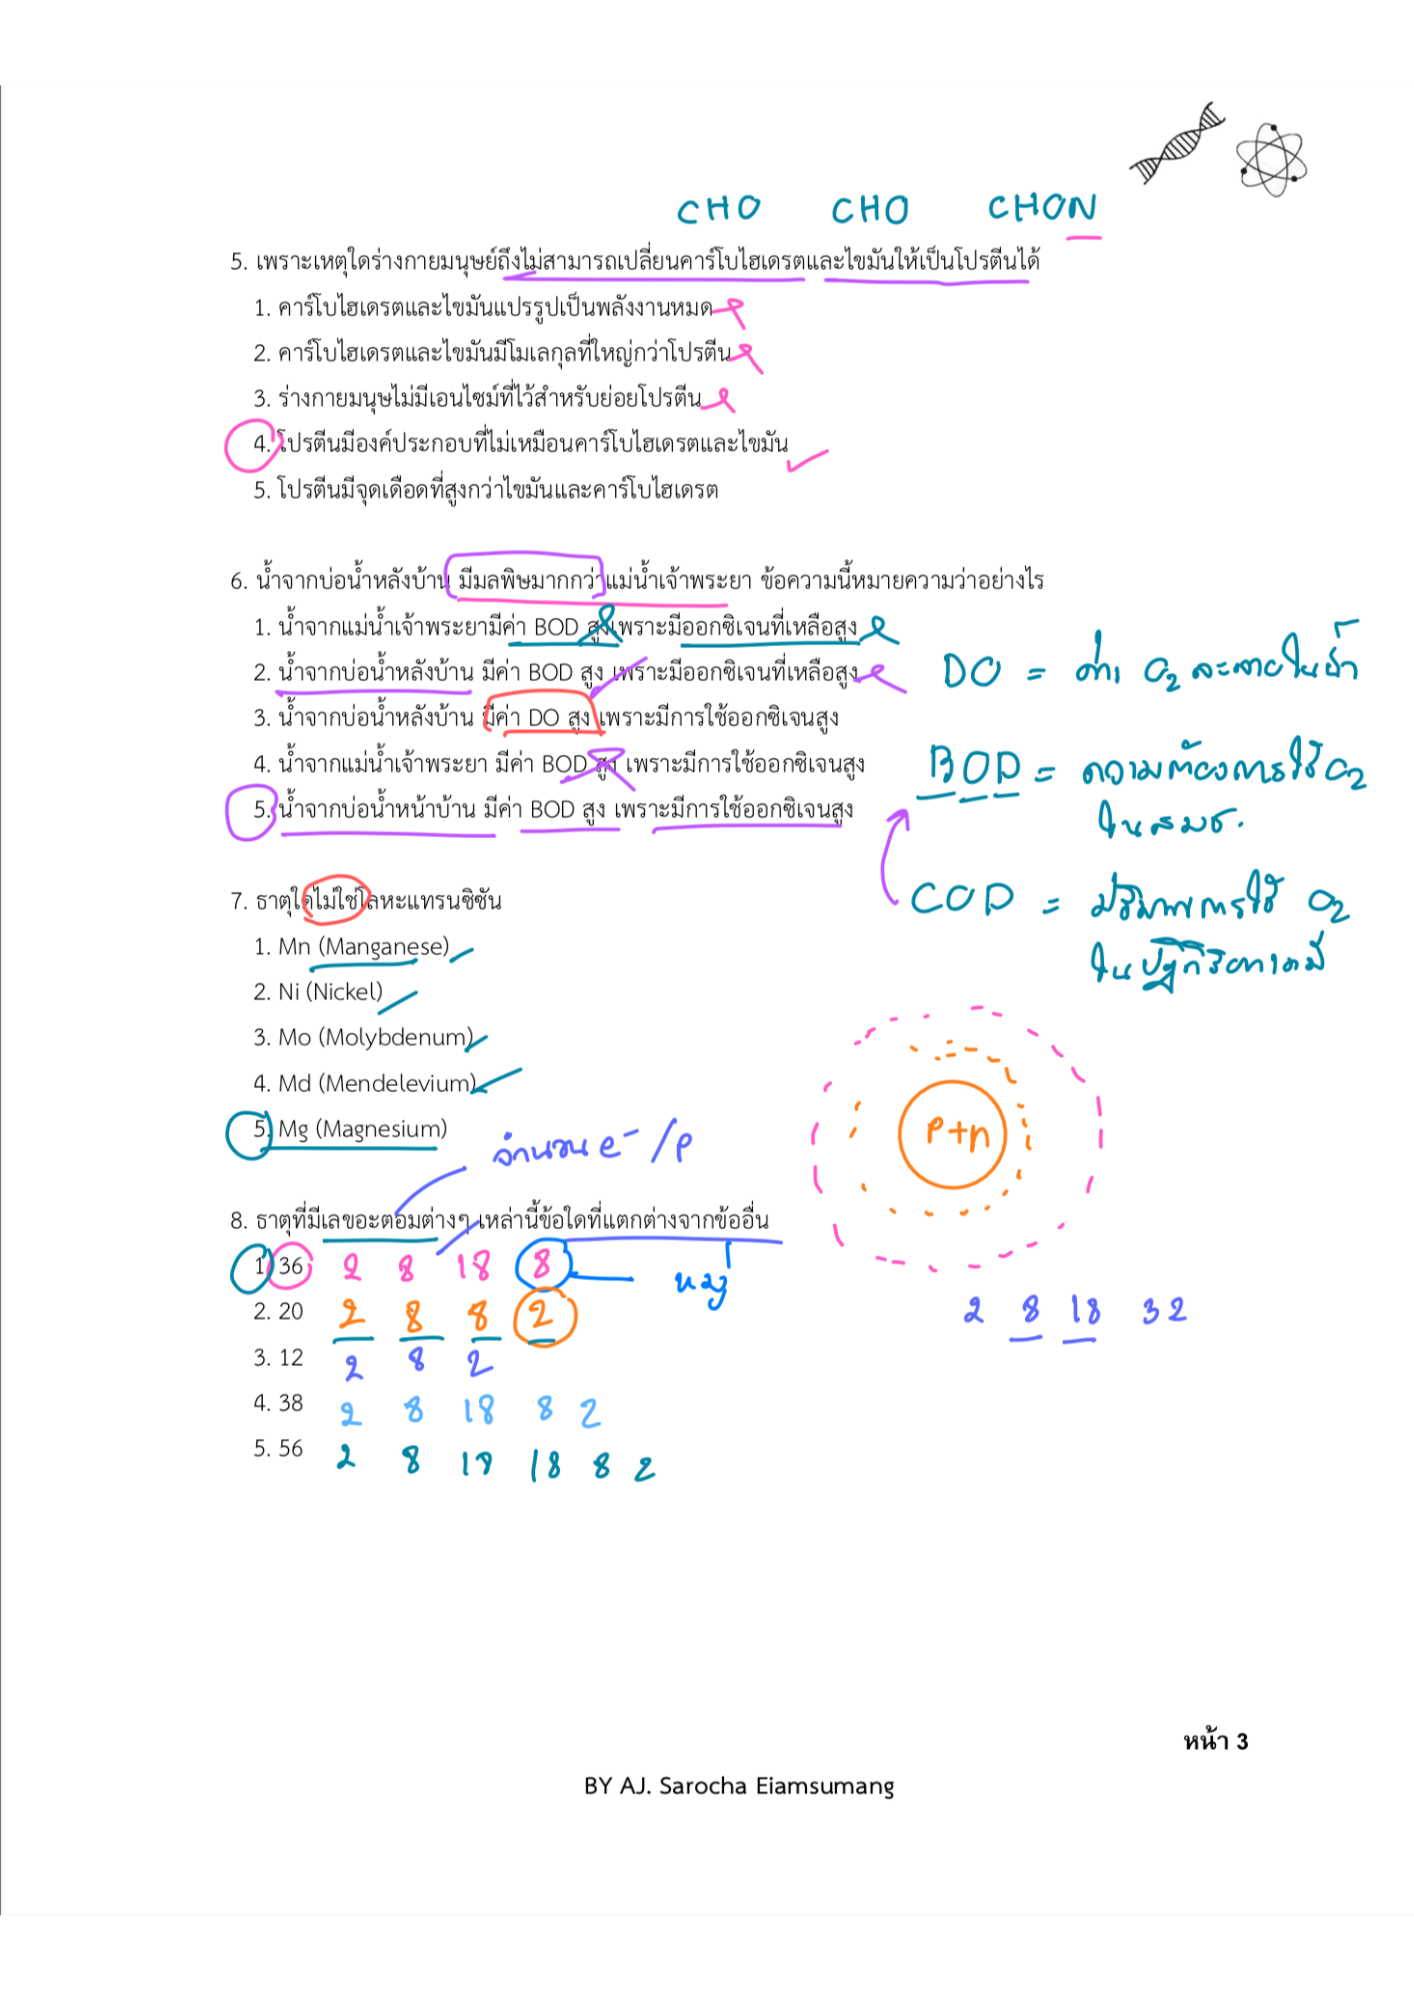 CHO CHO CHON
5. เพราะเหตุใดร่างกายมนุษย์ถึงไม่สามารถเปลี่ยนคาร์โบไฮเดรตและไขมันให้เป็นโปรตีนได้
1. คาร์โบไฮเดรตและไขมันแปรรูปเป็นพลังงานหมด
2. คาร์โบไฮเดรตและไขมันมีโมเลกุลที่ใหญ่กว่าโปรตีน
3. ร่างกายมนุษย์ไม่มีเอนไซม์ที่ไว้สำหรับย่อยโปรตีน
4. โปรตีนมีองค์ประกอบที่ไม่เหมือนคาร์โบไฮเดรตและไขมัน
5. โปรตีนมีจุดเดือดที่สูงกว่าไขมันและคาร์โบไฮเดรต
6. น้ำจากบ่อน้ำหลังบ้าน มีมลพิษมากกว่าแม่น้ำเจ้าพระยา ข้อความนี้หมายความว่าอย่างไร
1. น้ำจากแม่น้ำเจ้าพระยามีค่า BOD สูงเพราะมีออกซิเจนที่เหลือสูง
2. น้ำจากบ่อน้ำหลังบ้าน มีค่า BOD สูง เพราะมีออกซิเจนที่เหลือสูง
3. น้ำจากบ่อน้ำหลังบ้าน มีค่า DO สูง เพราะมีการใช้ออกซิเจนสูง
4. น้ำจากแม่น้ำเจ้าพระยา มีค่า BOD สูง เพราะมีการใช้ออกซิเจนสูง
5. น้ำจากบ่อน้ำหน้าบ้าน มีค่า BOD สูง เพราะมีการใช้ออกซิเจนสูง
DO = ค่า O2 ละลายในน้ำ
BOD = ความต้องการใช้ O2
ในสมช.
COD = ปริมาณการใช้ O2
ในปฏิกิริยาเคมี
7. ธาตุใดไม่ใช่โลหะแทรนซิชัน
1. Mn (Manganese)
2. Ni (Nickel)
3. Mo (Molybdenum)
4. Md (Mendelevium)
5. Mg (Magnesium)
จำนวน e- / P
P+n
8. ธาตุที่มีเลขอะตอมต่างๆ เหล่านี้ข้อใดที่แตกต่างจากข้ออื่น
1. 36 2 8 18 8 หมู่
2. 20 2 8 8 2
2 8 18 32
3. 12 2 8 2
4. 38 2 8 18 8 2
5. 56 2 8 18 18 8 2
หน้า 3
BY AJ. Sarocha Eiamsumang